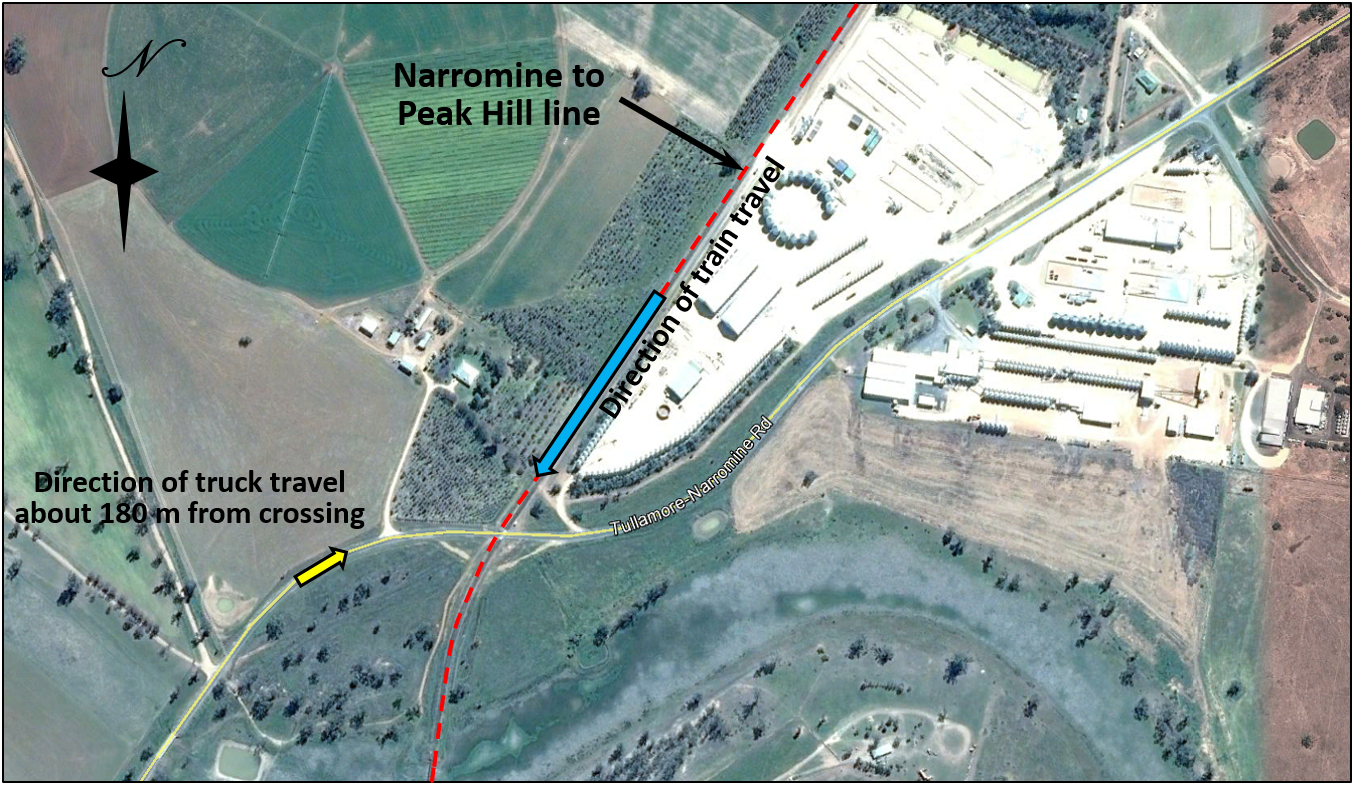 N
Narromine to
Peak Hill line
Direction of train travel
Tullamore-Narromine Rd
Direction of truck travel
about 180 m from crossing